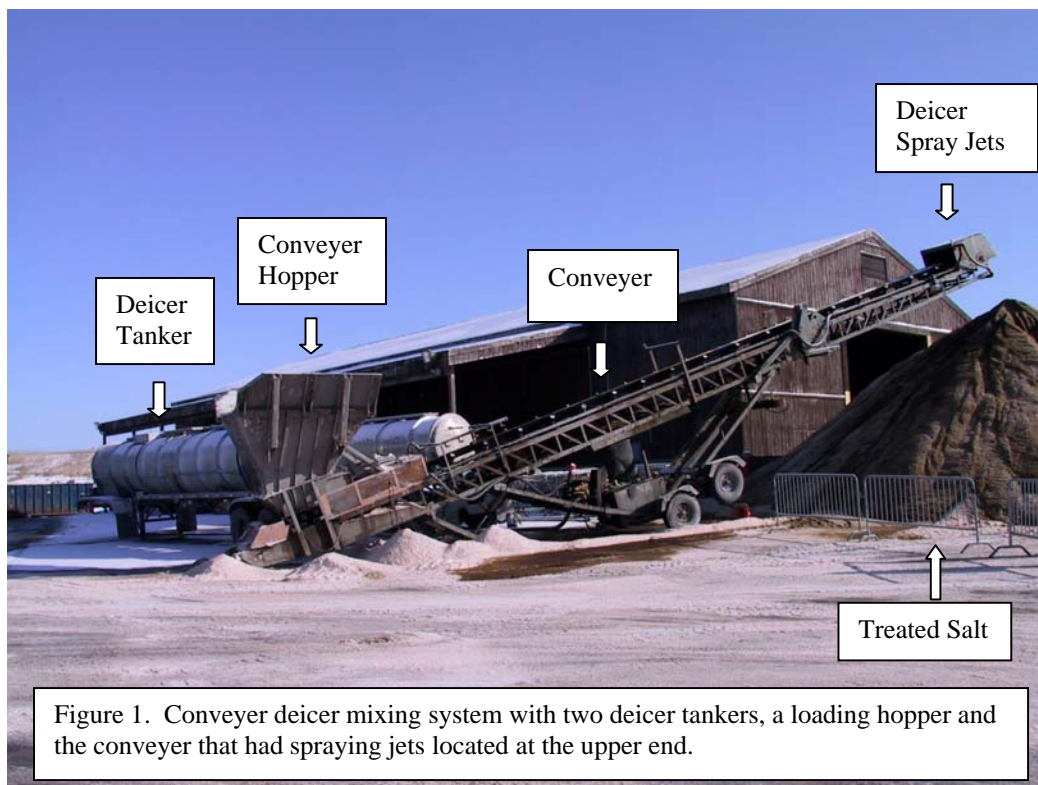 Deicer
Spray Jets
Conveyer
Hopper
Conveyer
Deicer
Tanker
Treated Salt
Figure 1.  Conveyer deicer mixing system with two deicer tankers, a loading hopper and
the conveyer that had spraying jets located at the upper end.